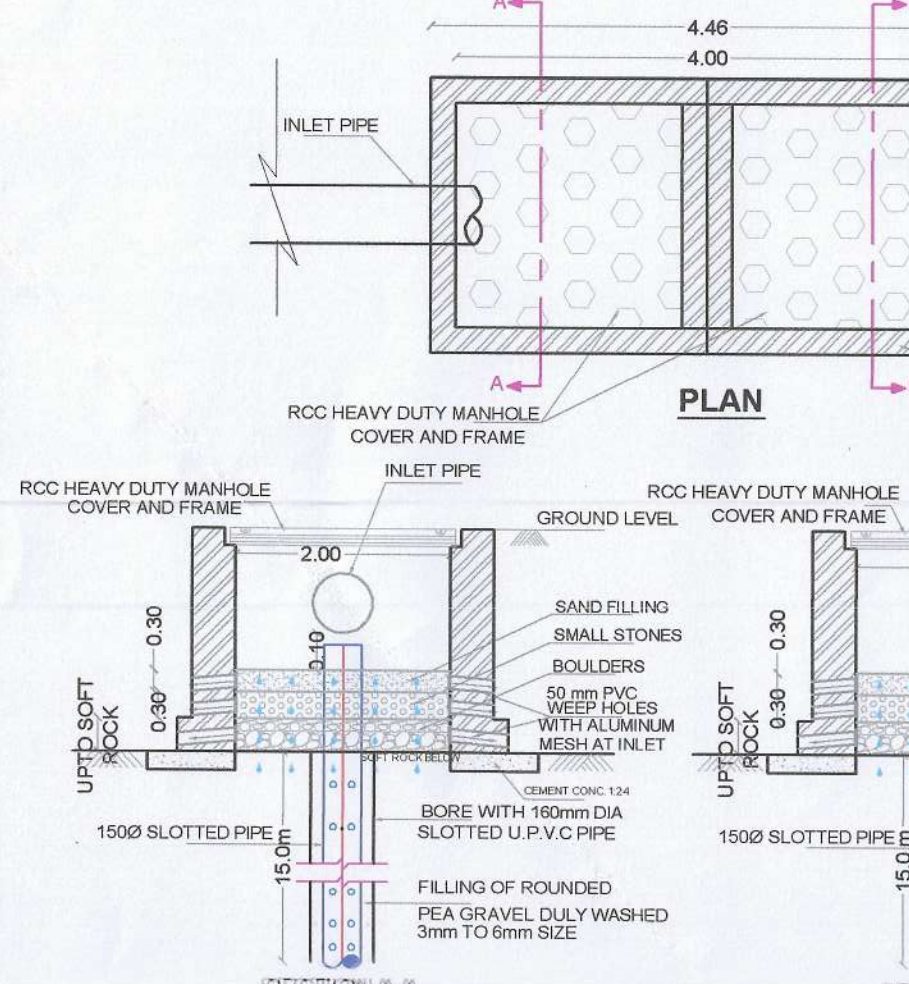 A
4.46
4.00
INLET PIPE
A
PLAN
RCC HEAVY DUTY MANHOLE
COVER AND FRAME
INLET PIPE
RCC HEAVY DUTY MANHOLE
COVER AND FRAME
GROUND LEVEL
2.00
SAND FILLING
SMALL STONES
BOULDERS
50 mm PVC
WEEP HOLES
WITH ALUMINUM
MESH AT INLET
0.30
0.10
0.30
UPTO SOFT
ROCK
SOFT ROCK BELOW
CEMENT CONC. 1:24
150Ø SLOTTED PIPE
BORE WITH 160mm DIA
SLOTTED U.P.V.C PIPE
15.0m
FILLING OF ROUNDED
PEA GRAVEL DULY WASHED
3mm TO 6mm SIZE
RCC HEAVY DUTY MANHOLE
COVER AND FRAME
0.30
0.30
UPTO SOFT
ROCK
150Ø SLOTTED PIPE